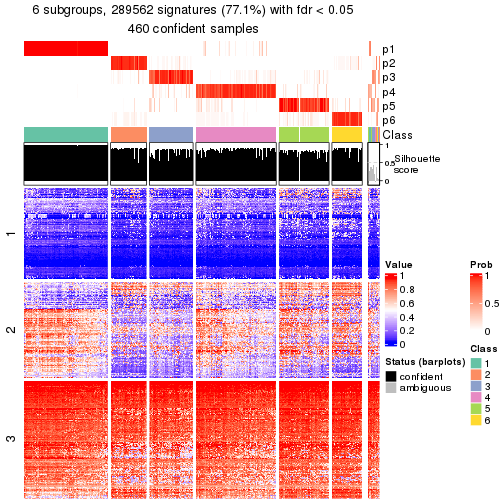 6 subgroups, 289562 signatures (77.1%) with fdr < 0.05
460 confident samples
p1
p2
p3
p4
p5
p6
Class
1
0.5
0
Silhouette
score
1
2
3
Value
1
0.8
0.6
0.4
0.2
0
Status (barplots)
confident
ambiguous
Prob
1
0.5
0
Class
1
2
3
4
5
6